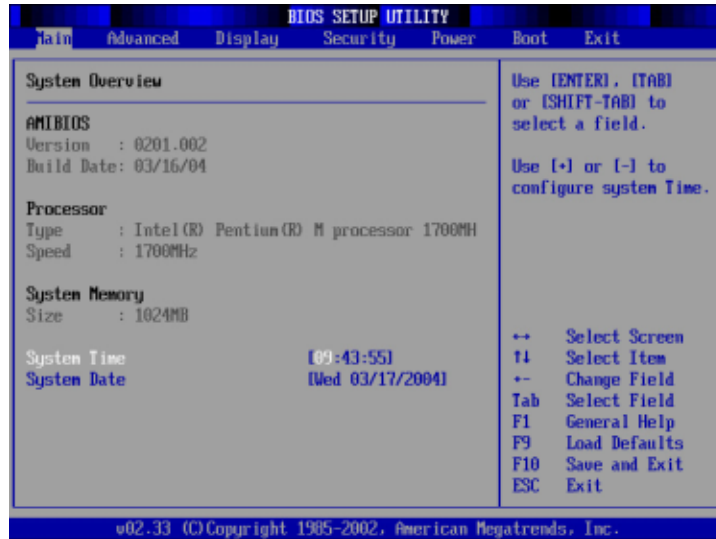 BIOS SETUP UTILITY
Main Advanced Display Security Power Boot Exit
System Overview
AMIBIOS
Version : 0201.002
Build Date: 03/16/04
Processor
Type : Intel(R) Pentium(R) M processor 1700MH
Speed : 1700MHz
System Memory
Size : 1024MB
System Time [09:43:55]
System Date [Wed 03/17/2004]
Use [ENTER], [TAB]
or [SHIFT-TAB] to
select a field.
Use [+] or [-] to
configure system Time.
↔ Select Screen
↑↓ Select Item
+- Change Field
Tab Select Field
F1 General Help
F9 Load Defaults
F10 Save and Exit
ESC Exit
v02.33 (C)Copyright 1985-2002, American Megatrends, Inc.